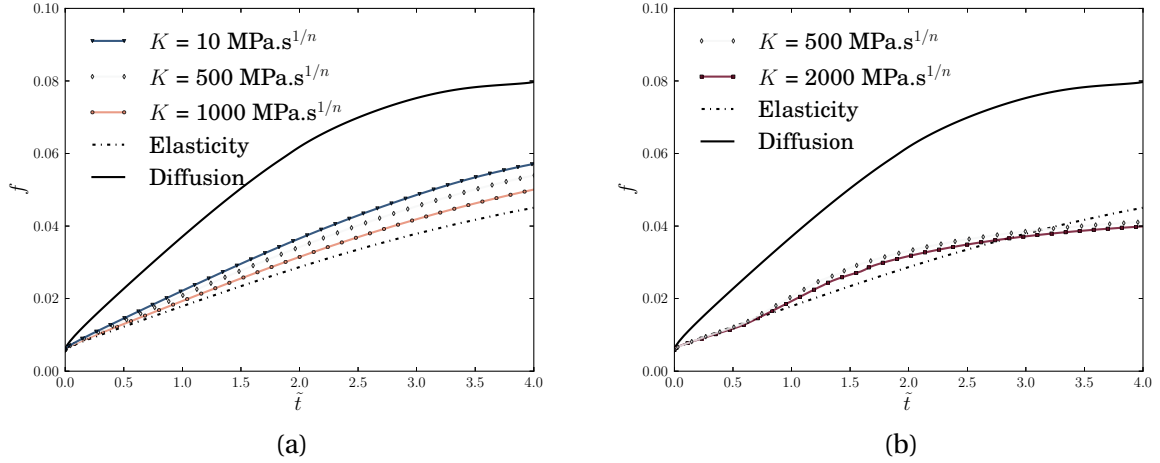 0.10
0.08
0.06
0.04
0.02
0.00
f
K = 10 MPa.s^{1/n}
K = 500 MPa.s^{1/n}
K = 1000 MPa.s^{1/n}
Elasticity
Diffusion
0.0 0.5 1.0 1.5 2.0 2.5 3.0 3.5 4.0
t̃
(a)
0.10
0.08
0.06
0.04
0.02
0.00
f
K = 500 MPa.s^{1/n}
K = 2000 MPa.s^{1/n}
Elasticity
Diffusion
0.0 0.5 1.0 1.5 2.0 2.5 3.0 3.5 4.0
t̃
(b)